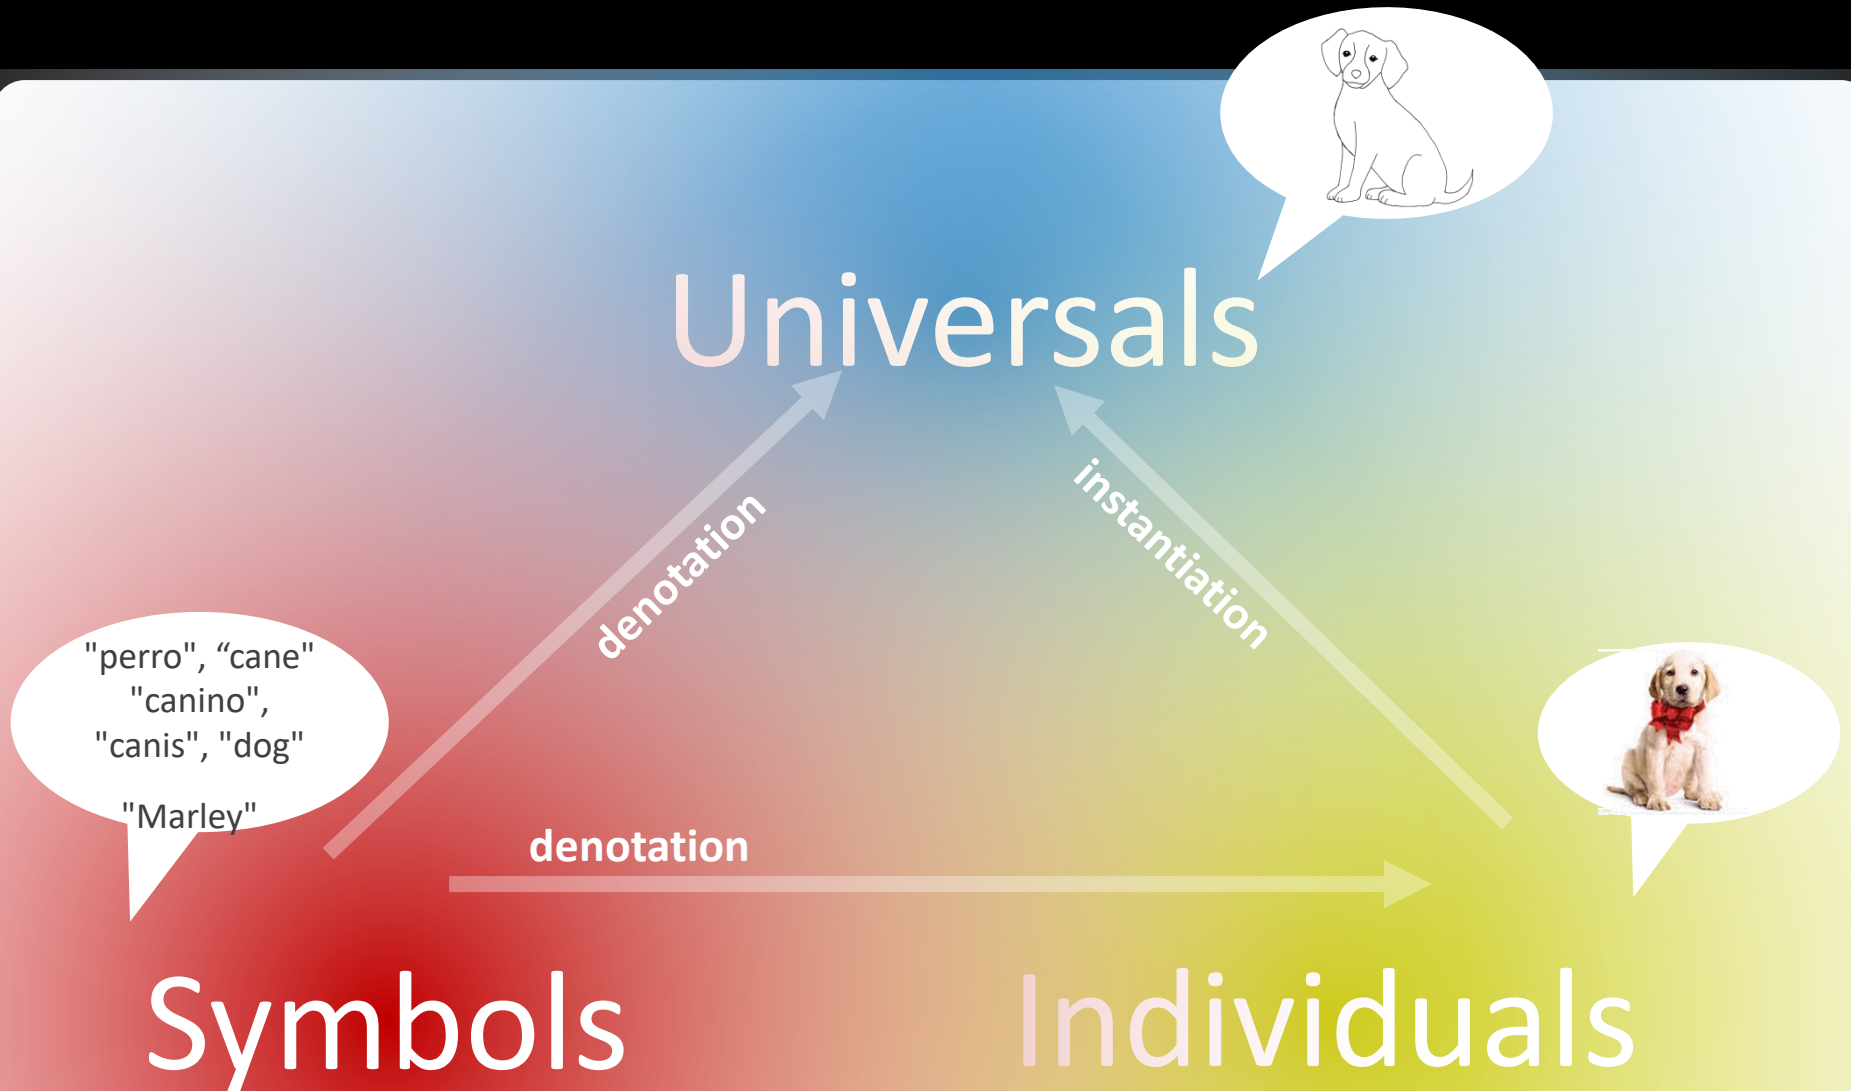 Universals
denotation
instantiation
"perro", “cane"
"canino",
"canis", "dog"
"Marley"
denotation
Symbols
Individuals